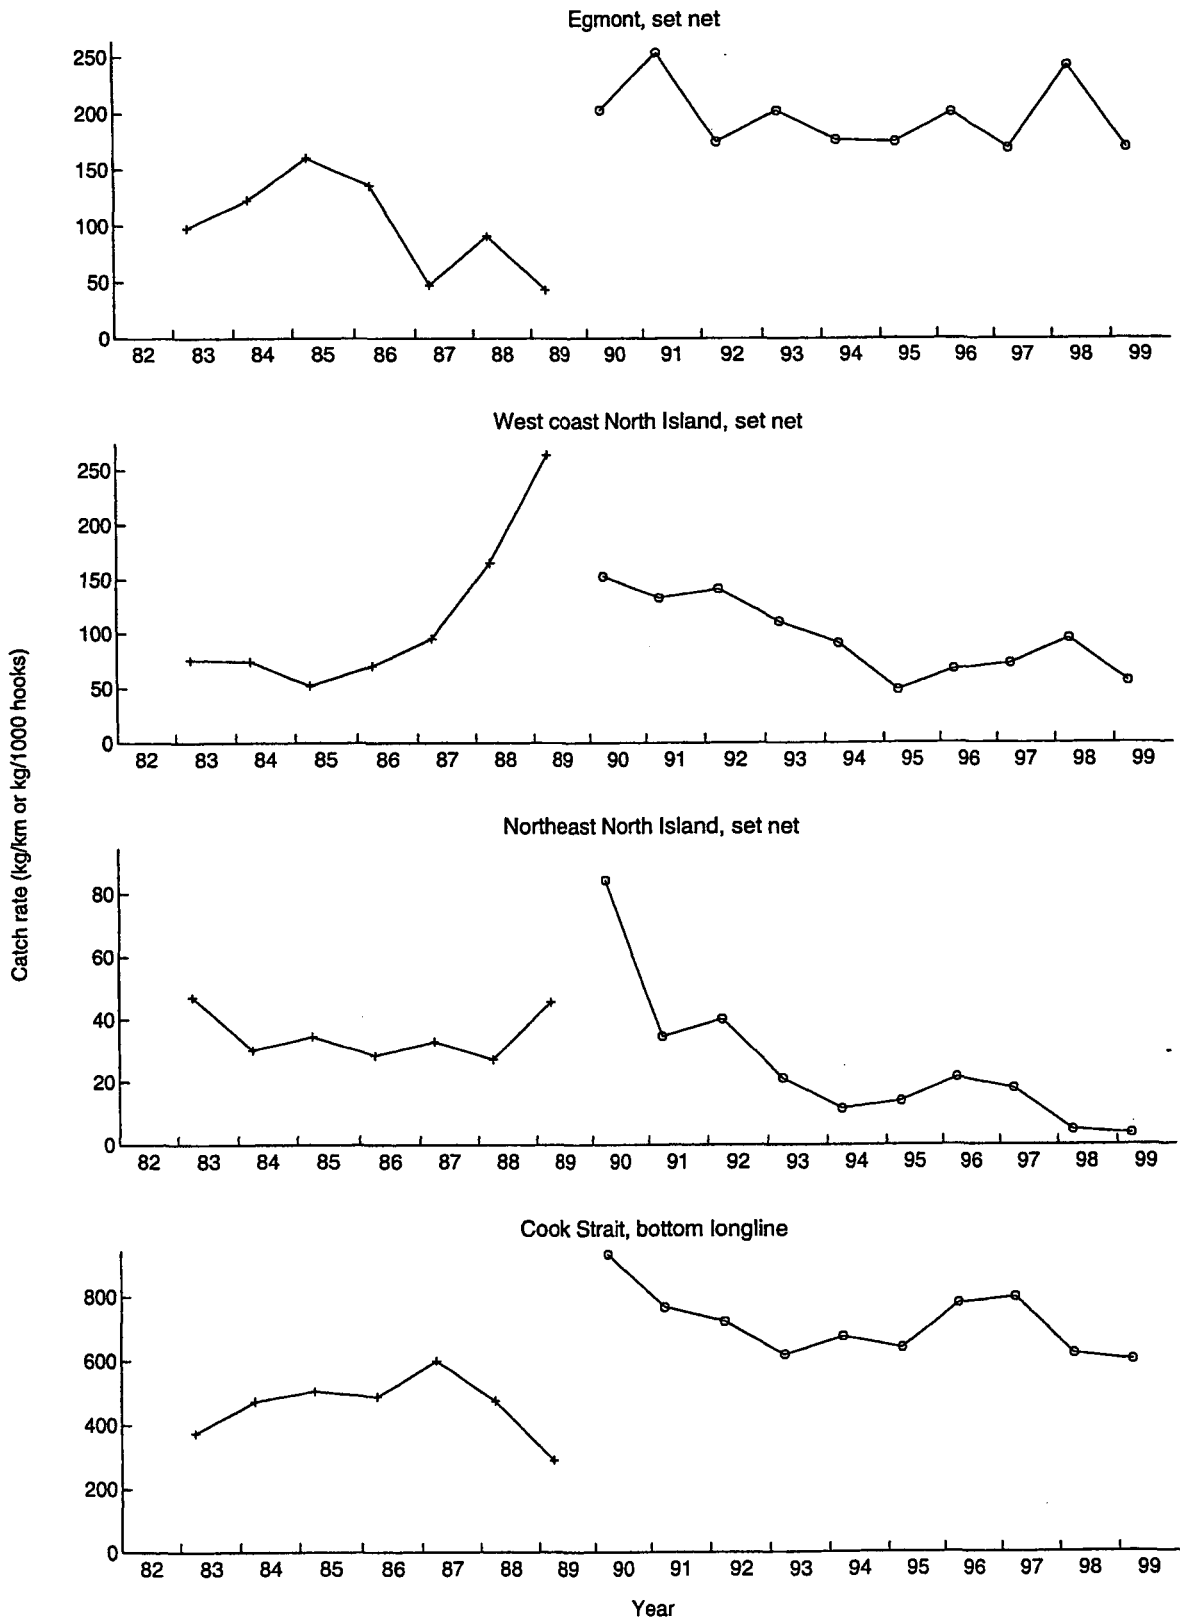 Egmont, set net
250
200
150
100
50
0
82 83 84 85 86 87 88 89 90 91 92 93 94 95 96 97 98 99
West coast North Island, set net
250
200
150
100
50
0
82 83 84 85 86 87 88 89 90 91 92 93 94 95 96 97 98 99
Catch rate (kg/km or kg/1000 hooks)
Northeast North Island, set net
80
60
40
20
0
82 83 84 85 86 87 88 89 90 91 92 93 94 95 96 97 98 99
Cook Strait, bottom longline
800
600
400
200
0
82 83 84 85 86 87 88 89 90 91 92 93 94 95 96 97 98 99
Year